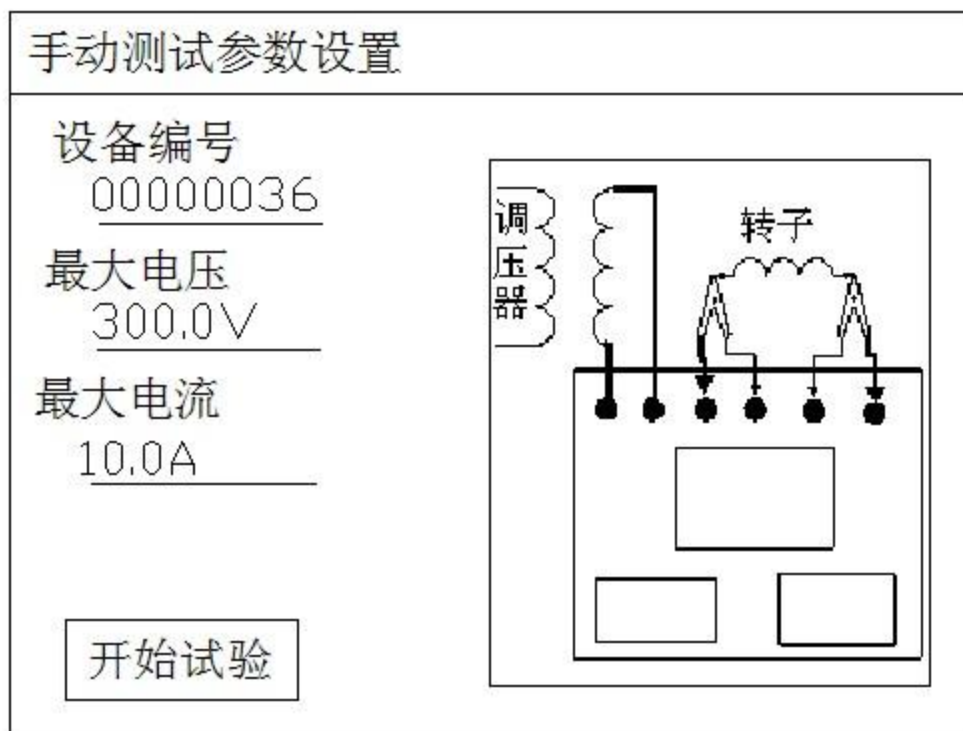 手动测试参数设置
设备编号
00000036
最大电压
300.0V
最大电流
10.0A
开始试验
调压器
转子